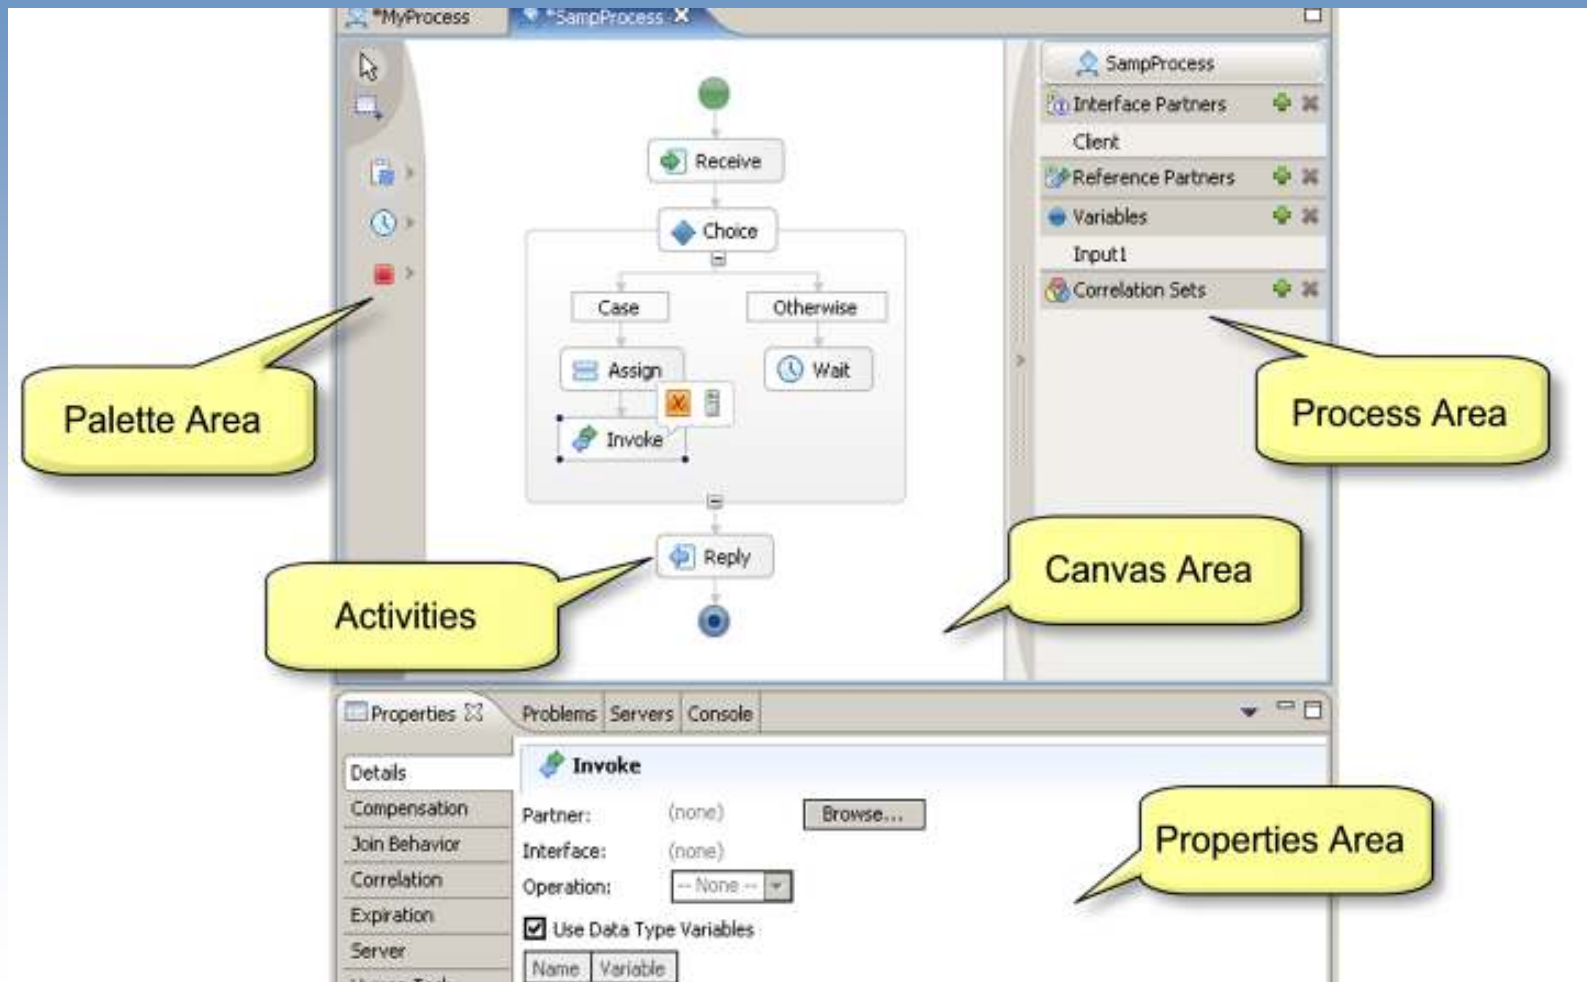 *MyProcess
*SampProcess
SampProcess
Interface Partners
Client
Reference Partners
Variables
Input1
Correlation Sets
Receive
Choice
Case
Otherwise
Assign
Wait
Invoke
Reply
Palette Area
Process Area
Activities
Canvas Area
Properties
Problems
Servers
Console
Details
Compensation
Join Behavior
Correlation
Expiration
Server
Invoke
Partner: (none) Browse...
Interface: (none)
Operation: -- None --
Use Data Type Variables
Name Variable
Properties Area